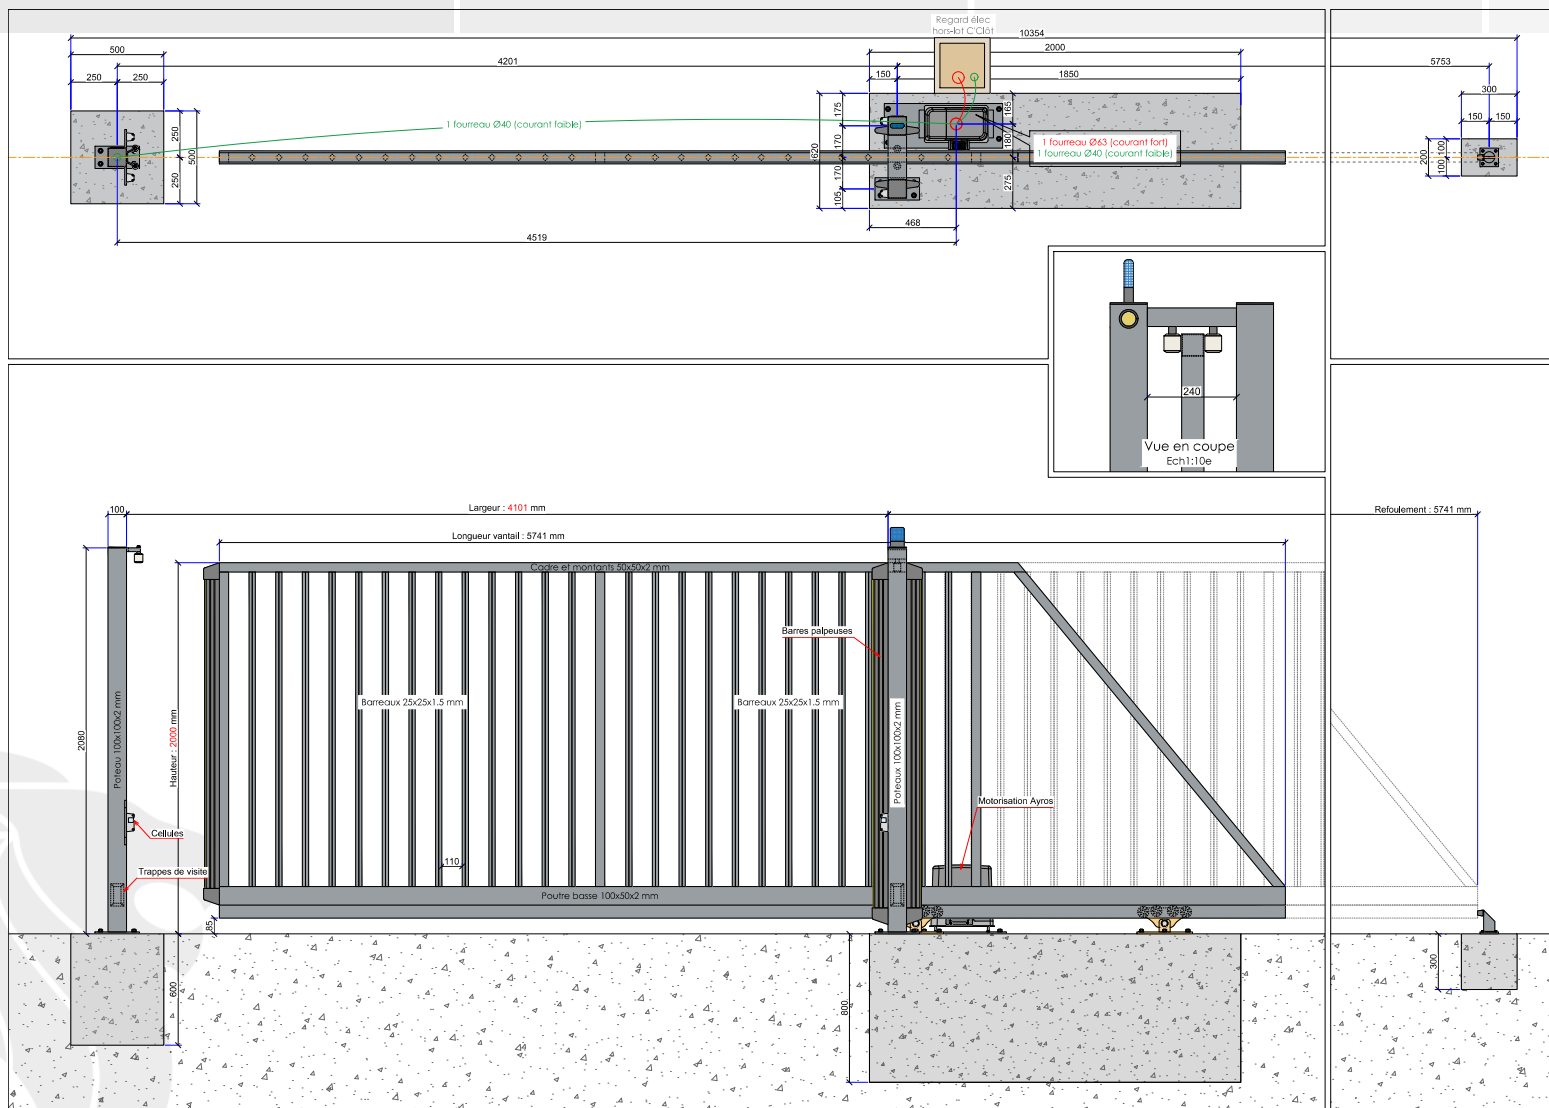 Regard élec
hors-lot C'Clôt
10354
500
2000
4201
5753
250
250
150
1850
300
150
150
175
165
1 fourreau Ø40 (courant faible)
250
500
250
620
170
170
105
180
275
1 fourreau Ø63 (courant fort)
1 fourreau Ø40 (courant faible)
200
100
100
468
4519
240
Vue en coupe
Ech1:10e
100
Largeur : 4101 mm
Refoulement : 5741 mm
Longueur vantail : 5741 mm
Cadre et montants 50x50x2 mm
Barres palpeuses
Barreaux 25x25x1.5 mm
Barreaux 25x25x1.5 mm
2080
Poteau 100x100x2 mm
Hauteur : 2000 mm
Poteaux 100x100x2 mm
Motorisation Ayros
Cellules
110
Trappes de visite
Poutre basse 100x50x2 mm
85
600
800
300